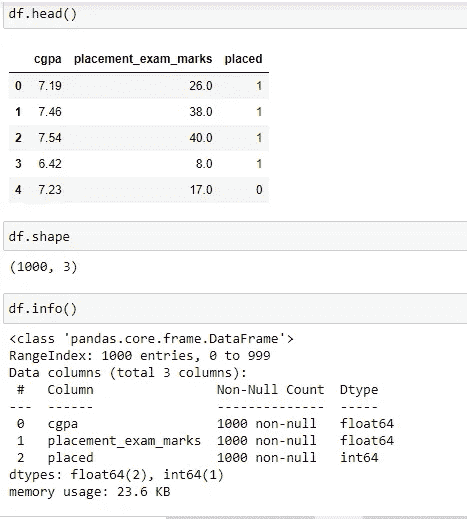 df.head()
cgpa placement_exam_marks placed
0 7.19 26.0 1
1 7.46 38.0 1
2 7.54 40.0 1
3 6.42 8.0 1
4 7.23 17.0 0
df.shape
(1000, 3)
df.info()
<class 'pandas.core.frame.DataFrame'>
RangeIndex: 1000 entries, 0 to 999
Data columns (total 3 columns):
# Column Non-Null Count Dtype
--- ------ -------------- -----
0 cgpa 1000 non-null float64
1 placement_exam_marks 1000 non-null float64
2 placed 1000 non-null int64
dtypes: float64(2), int64(1)
memory usage: 23.6 KB